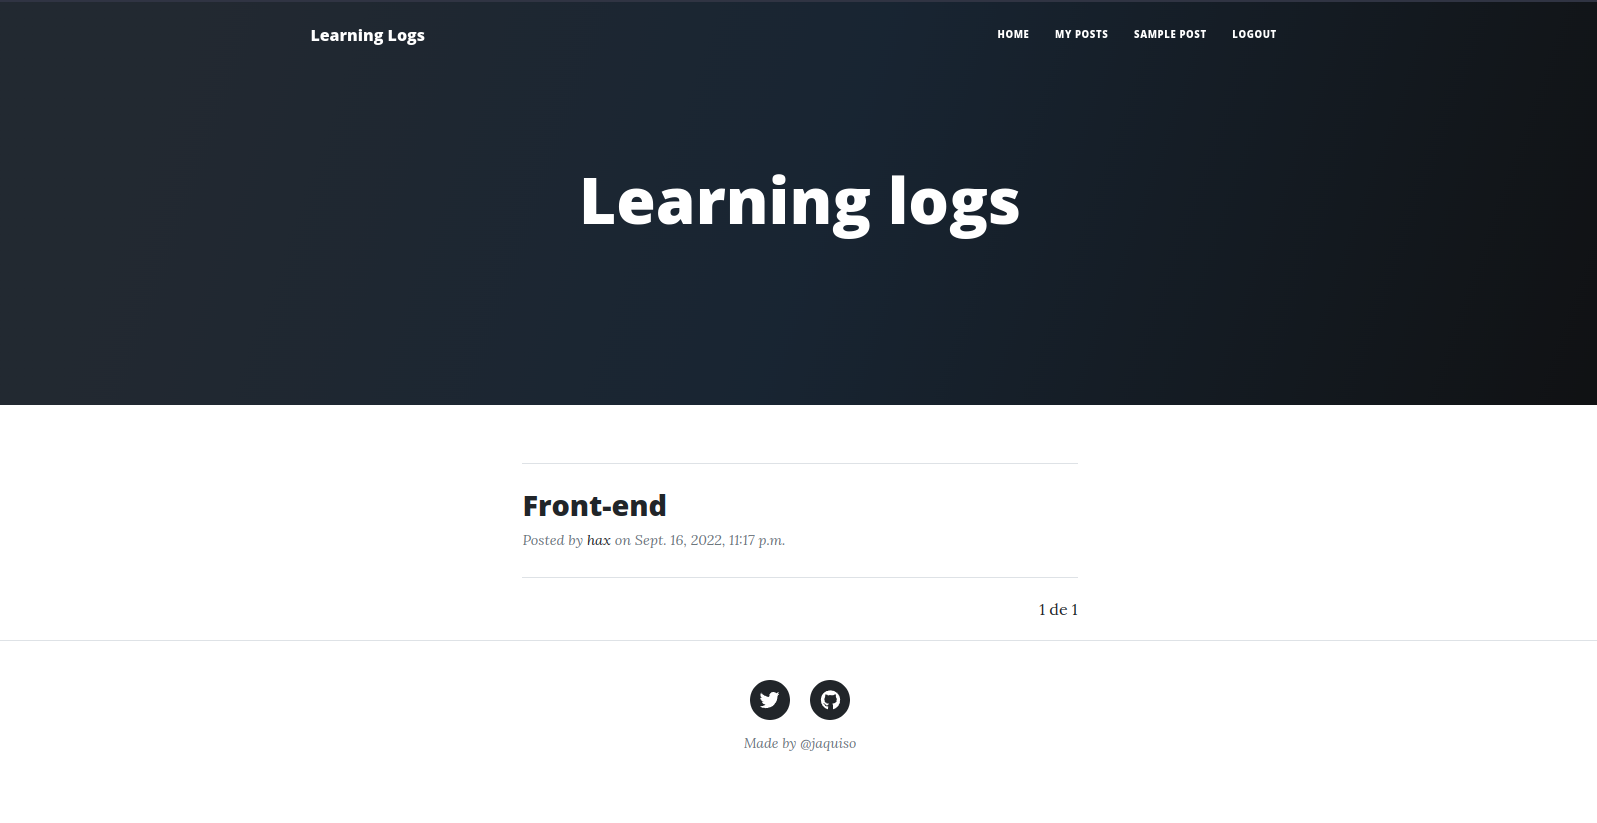 Learning Logs
HOME MY POSTS SAMPLE POST LOGOUT
Learning logs
Front-end
Posted by hax on Sept. 16, 2022, 11:17 p.m.
1 de 1
Made by @jaquiso